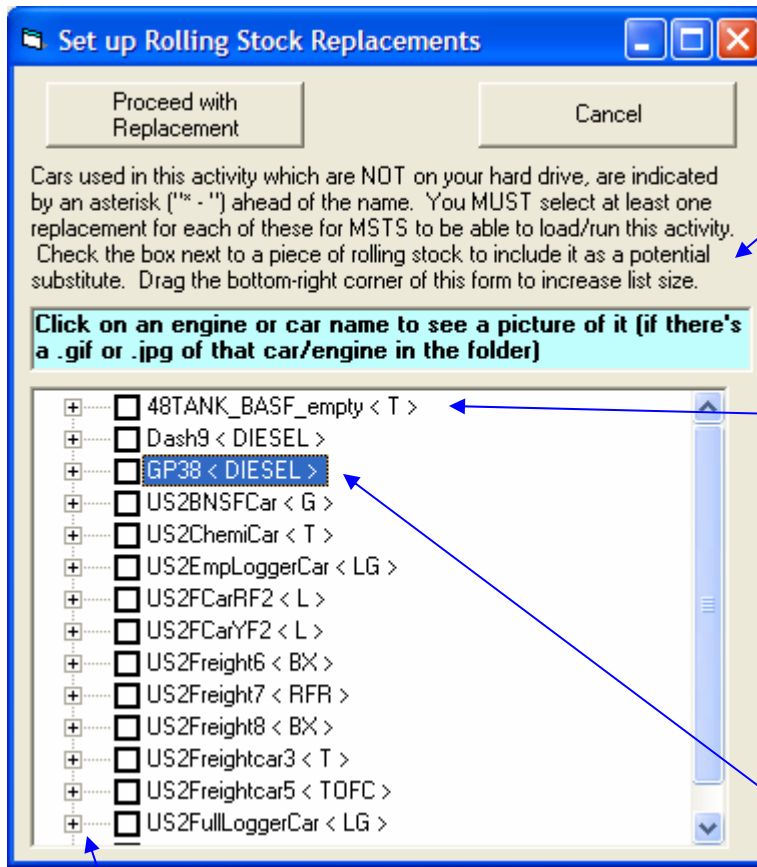 Set up Rolling Stock Replacements
Proceed with
Replacement
Cancel
Cars used in this activity which are NOT on your hard drive, are indicated
by an asterisk ("* - ") ahead of the name.  You MUST select at least one
replacement for each of these for MSTS to be able to load/run this activity.
Check the box next to a piece of rolling stock to include it as a potential
substitute.  Drag the bottom-right corner of this form to increase list size.
Click on an engine or car name to see a picture of it (if there's
a .gif or .jpg of that car/engine in the folder)
48TANK_BASF_empty < T >
Dash9 < DIESEL >
GP38 < DIESEL >
US2BNSFCar < G >
US2ChemiCar < T >
US2EmpLoggerCar < LG >
US2FCarRF2 < L >
US2FCarYF2 < L >
US2Freight6 < BX >
US2Freight7 < RFR >
US2Freight8 < BX >
US2Freightcar3 < T >
US2Freightcar5 < TOFC >
US2FullLoggerCar < LG >